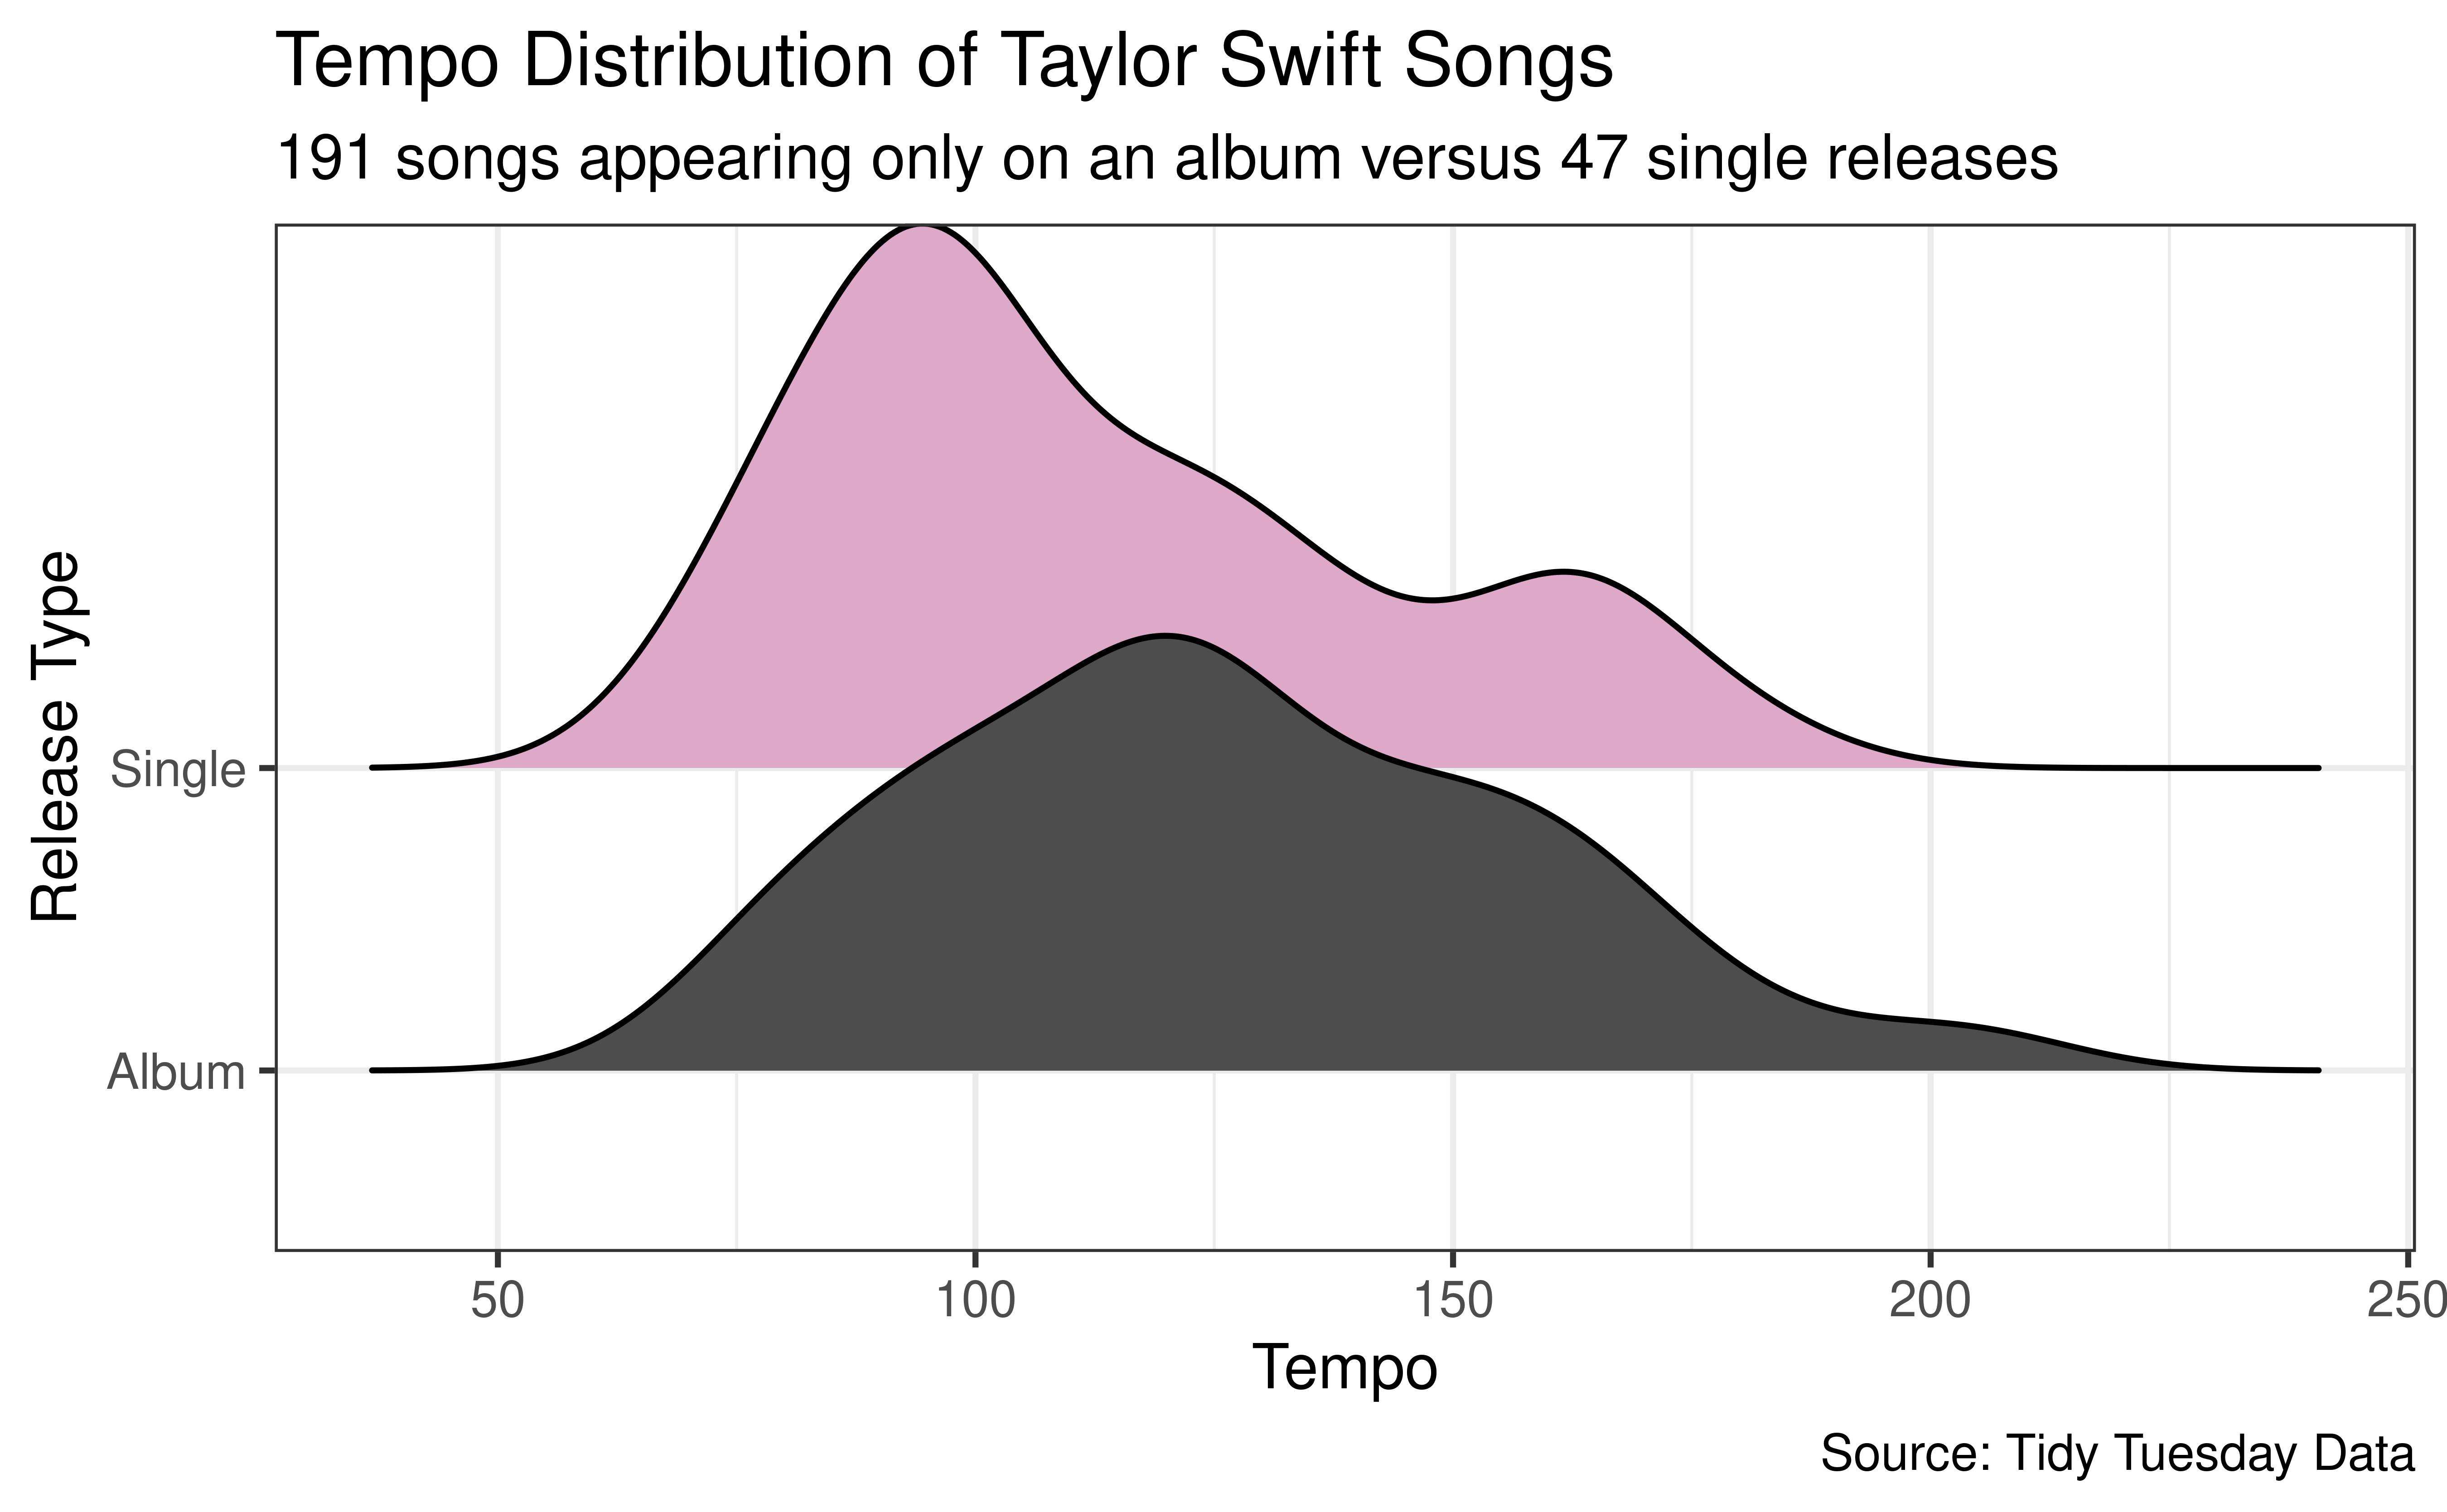 Tempo Distribution of Taylor Swift Songs
191 songs appearing only on an album versus 47 single releases
Release Type
Single
Album
50 100 150 200 250
Tempo
Source: Tidy Tuesday Data